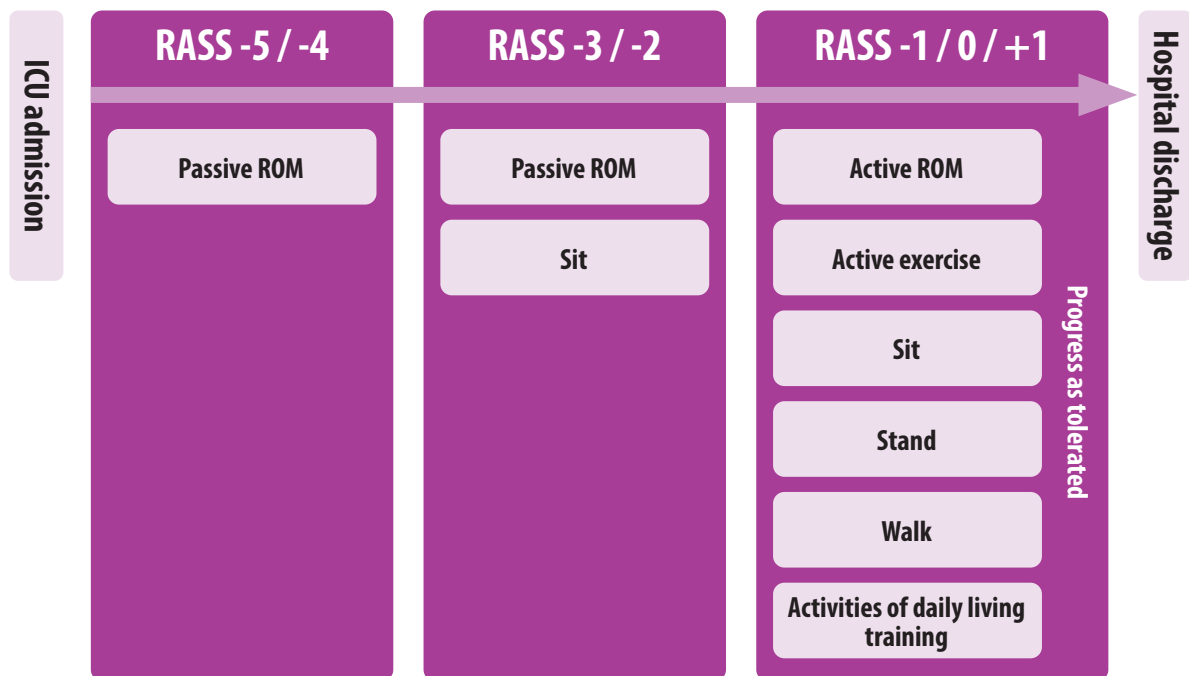 ICU admission
RASS -5 / -4
Passive ROM
RASS -3 / -2
Passive ROM
Sit
RASS -1 / 0 / +1
Active ROM
Active exercise
Sit
Stand
Walk
Activities of daily living
training
Progress as tolerated
Hospital discharge